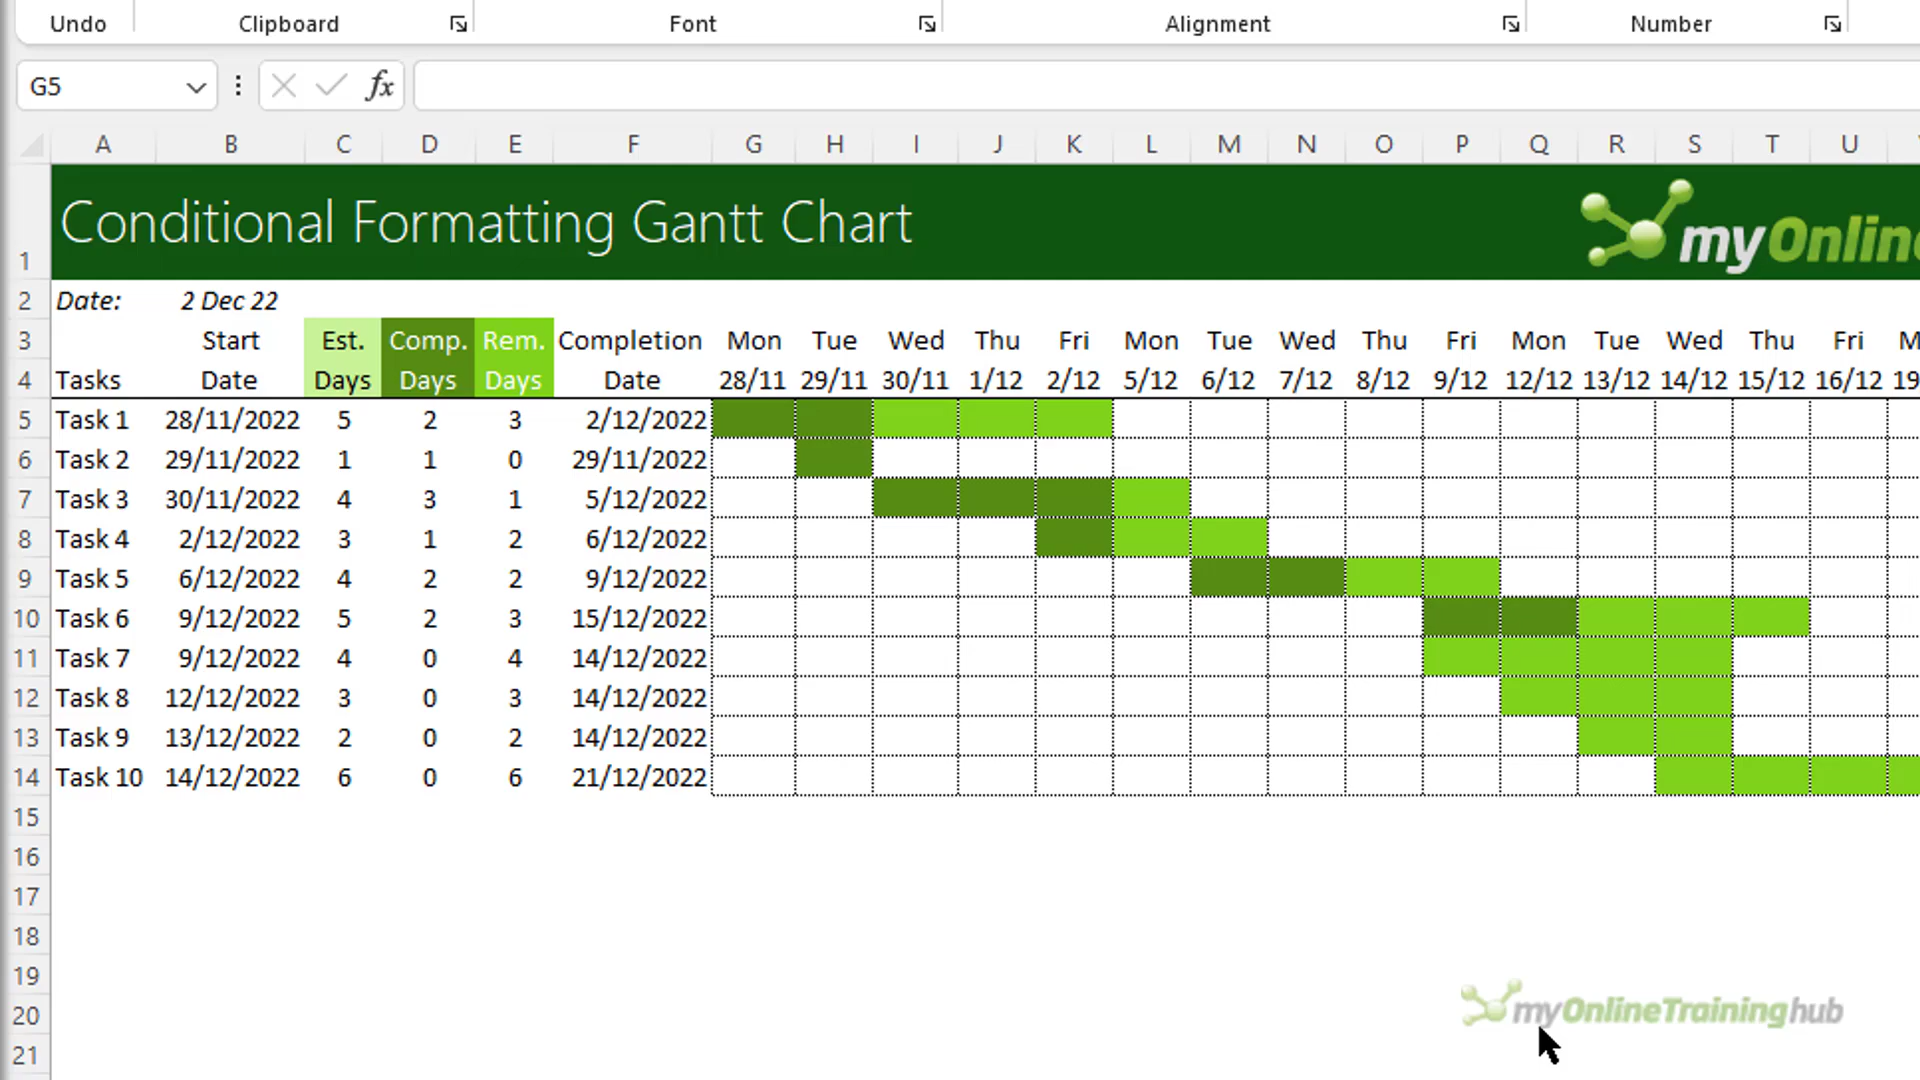 Undo Clipboard Font Alignment Number
G5 fx
A B C D E F G H I J K L M N O P Q R S T U
1 Conditional Formatting Gantt Chart myOnline
2 Date: 2 Dec 22
3 Start Est. Comp. Rem. Completion Mon Tue Wed Thu Fri Mon Tue Wed Thu Fri Mon Tue Wed Thu Fri M
4 Tasks Date Days Days Days Date 28/11 29/11 30/11 1/12 2/12 5/12 6/12 7/12 8/12 9/12 12/12 13/12 14/12 15/12 16/12 19
5 Task 1 28/11/2022 5 2 3 2/12/2022
6 Task 2 29/11/2022 1 1 0 29/11/2022
7 Task 3 30/11/2022 4 3 1 5/12/2022
8 Task 4 2/12/2022 3 1 2 6/12/2022
9 Task 5 6/12/2022 4 2 2 9/12/2022
10 Task 6 9/12/2022 5 2 3 15/12/2022
11 Task 7 9/12/2022 4 0 4 14/12/2022
12 Task 8 12/12/2022 3 0 3 14/12/2022
13 Task 9 13/12/2022 2 0 2 14/12/2022
14 Task 10 14/12/2022 6 0 6 21/12/2022
15
16
17
18
19
20 myOnlineTraininghub
21